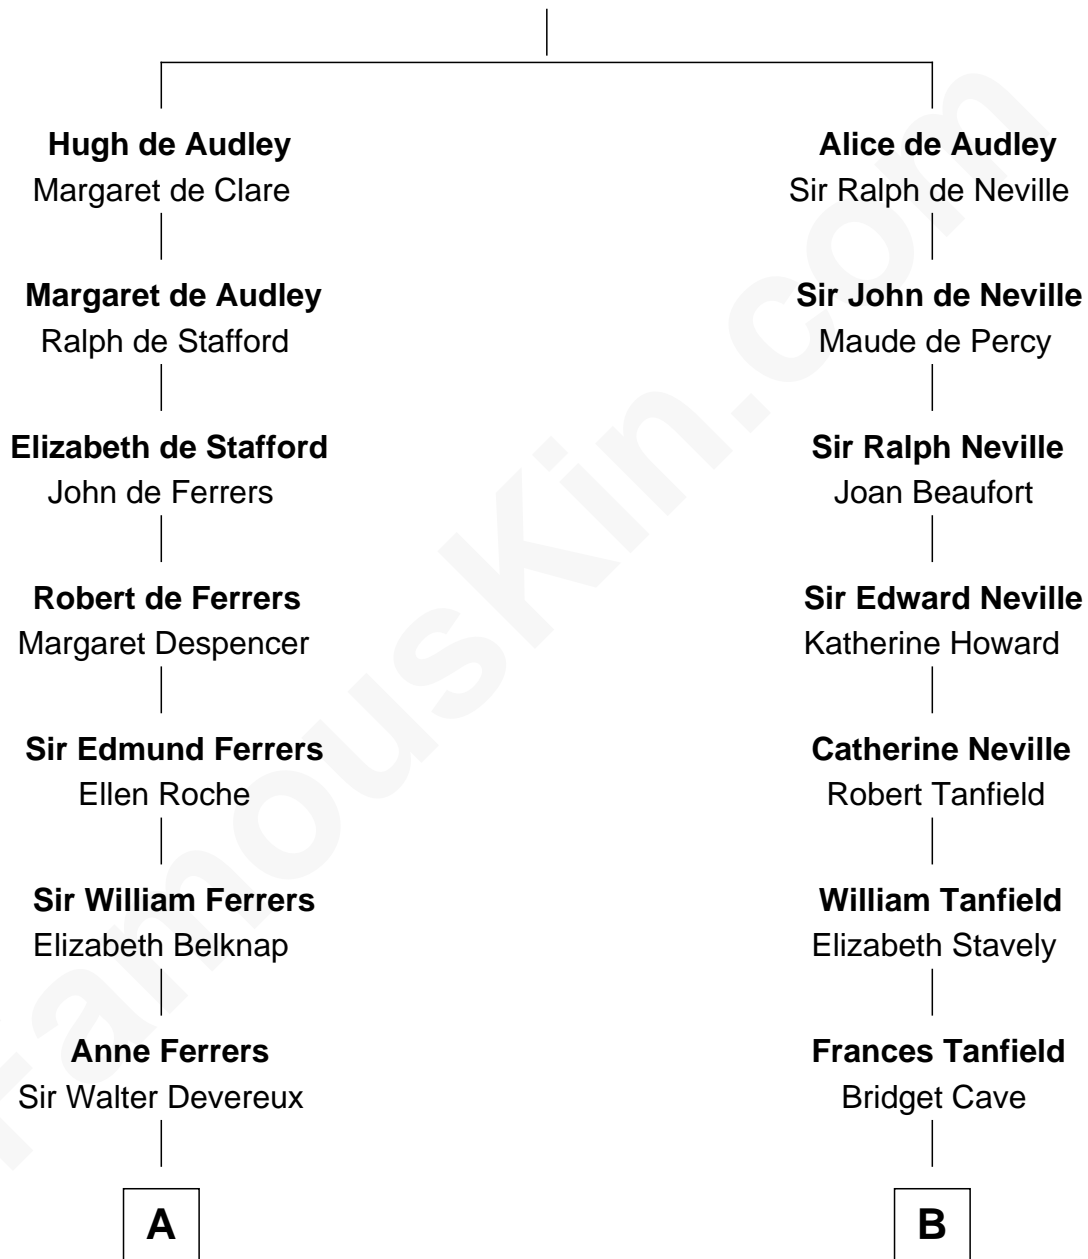 Hugh de Audley
Margaret de Clare
Alice de Audley
Sir Ralph de Neville
Margaret de Audley
Ralph de Stafford
Sir John de Neville
Maude de Percy
Elizabeth de Stafford
John de Ferrers
Sir Ralph Neville
Joan Beaufort
Robert de Ferrers
Margaret Despencer
Sir Edward Neville
Katherine Howard
Sir Edmund Ferrers
Ellen Roche
Catherine Neville
Robert Tanfield
Sir William Ferrers
Elizabeth Belknap
William Tanfield
Elizabeth Stavely
Anne Ferrers
Sir Walter Devereux
Frances Tanfield
Bridget Cave
A
B
FamousKin.com